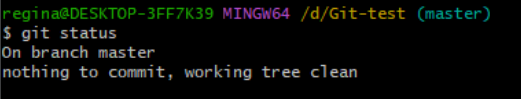 regina@DESKTOP-3FF7K39 MINGW64 /d/Git-test (master)
$ git status
On branch master
nothing to commit, working tree clean